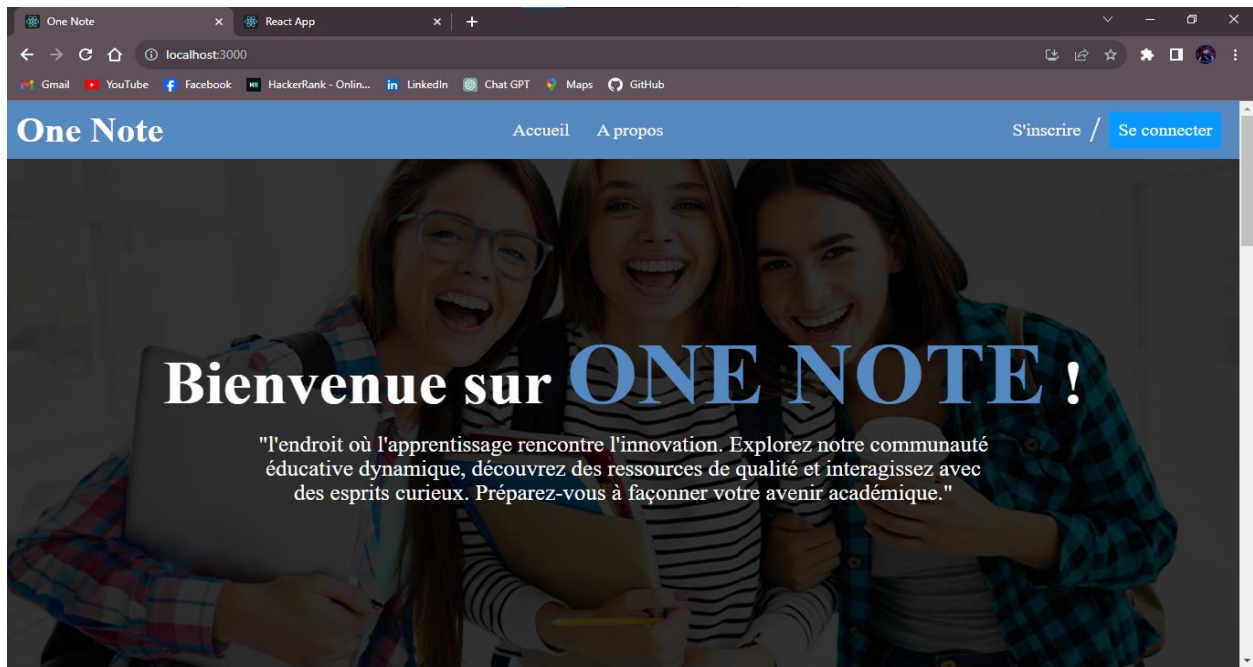 One Note
React App
localhost:3000
Gmail YouTube Facebook HackerRank - Onlin... LinkedIn Chat GPT Maps GitHub
One Note Accueil A propos S'inscrire / Se connecter
Bienvenue sur ONE NOTE !
"l'endroit où l'apprentissage rencontre l'innovation. Explorez notre communauté
éducative dynamique, découvrez des ressources de qualité et interagissez avec
des esprits curieux. Préparez-vous à façonner votre avenir académique."